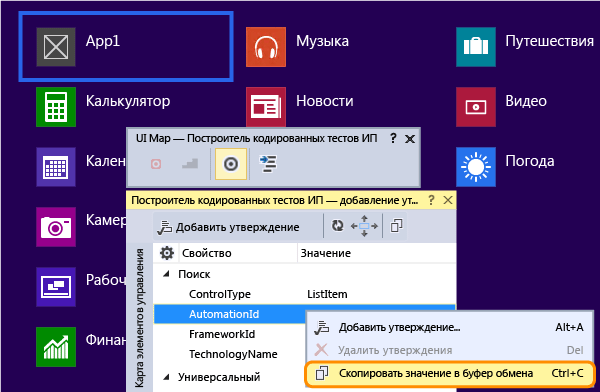 App1
Музыка
Путешествия
Калькулятор
Новости
Видео
UI Map — Построитель кодированных тестов ИП
Кален
Погода
Построитель кодированных тестов ИП — добавление ут...
Камер
Добавить утверждение
Карта элементов управления
Свойство Значение
Поиск
Рабоч
ControlType ListItem
AutomationId
Добавить утверждение... Alt+A
FrameworkId
Финан
Удалить утверждения Del
TechnologyName
Скопировать значение в буфер обмена Ctrl+C
Универсальный